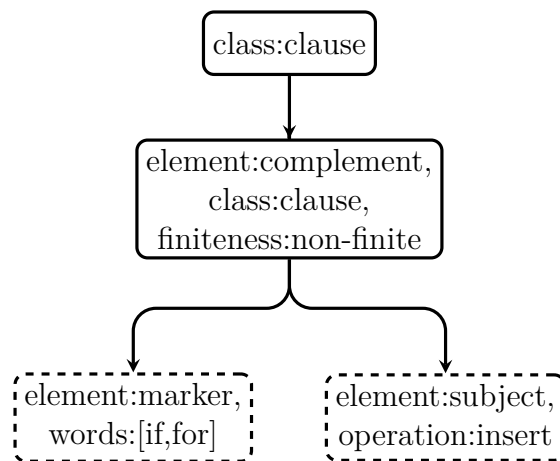 class:clause
element:complement,
class:clause,
finiteness:non-finite
element:marker,
words:[if,for]
element:subject,
operation:insert